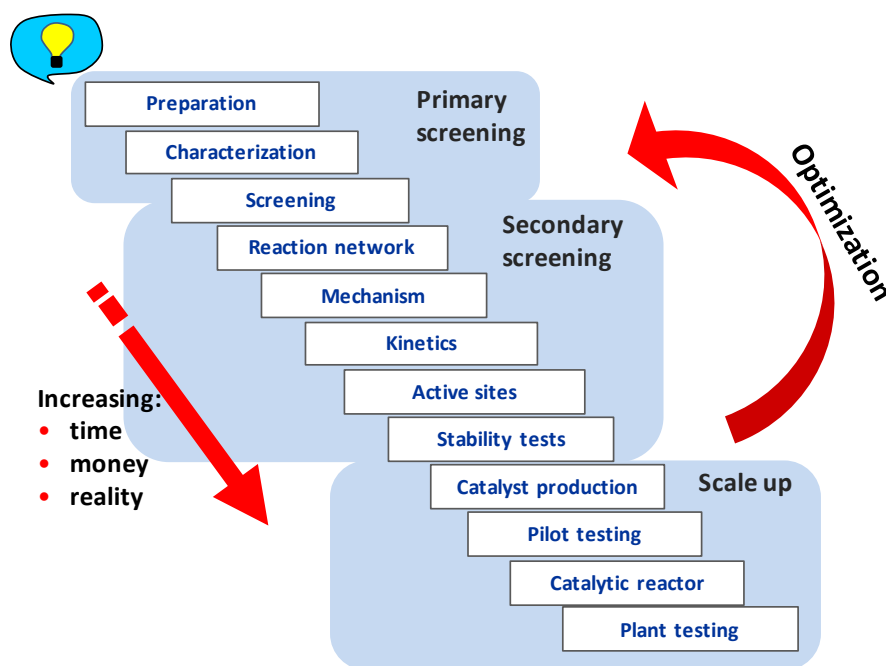 Preparation
Primary
screening
Characterization
Screening
Secondary
screening
Reaction network
Mechanism
Kinetics
Active sites
Stability tests
Optimization
Increasing:
• time
• money
• reality
Scale up
Catalyst production
Pilot testing
Catalytic reactor
Plant testing